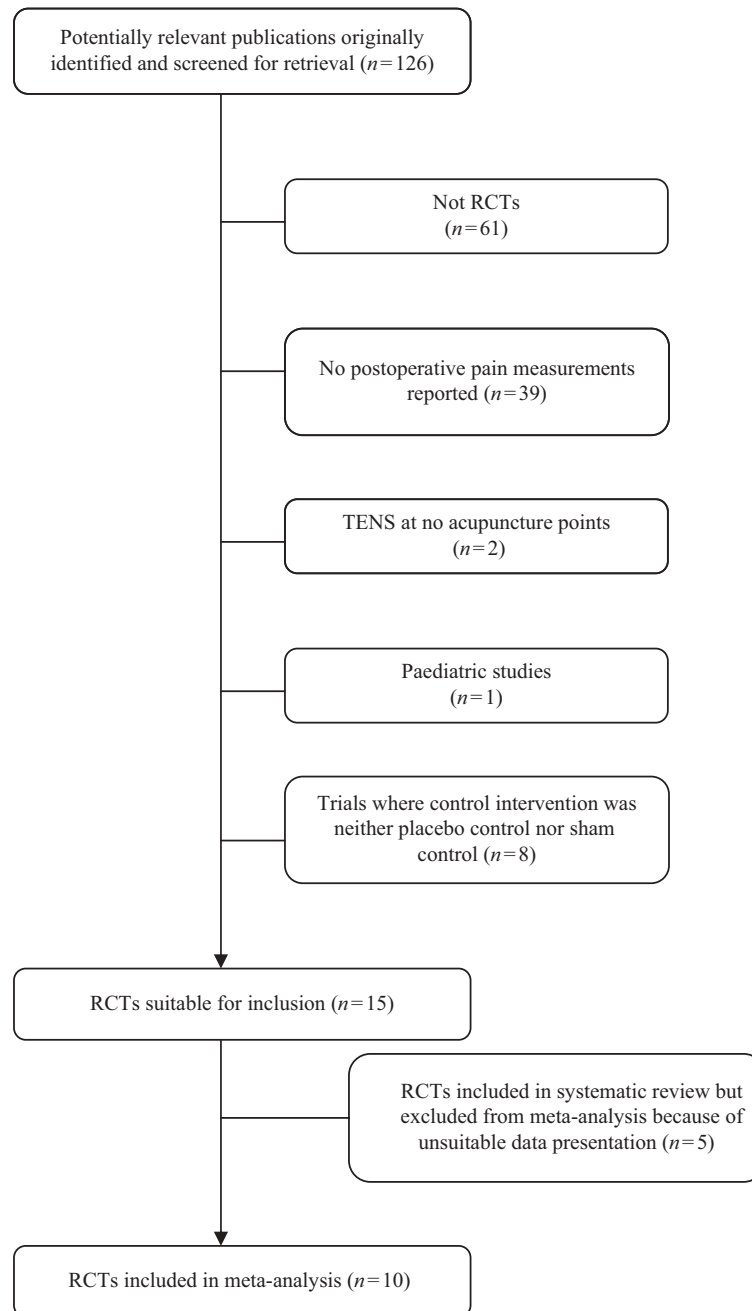 Potentially relevant publications originally
identified and screened for retrieval (n=126)
Not RCTs
(n=61)
No postoperative pain measurements
reported (n=39)
TENS at no acupuncture points
(n=2)
Paediatric studies
(n=1)
Trials where control intervention was
neither placebo control nor sham
control (n=8)
RCTs suitable for inclusion (n=15)
RCTs included in systematic review but
excluded from meta-analysis because of
unsuitable data presentation (n=5)
RCTs included in meta-analysis (n=10)